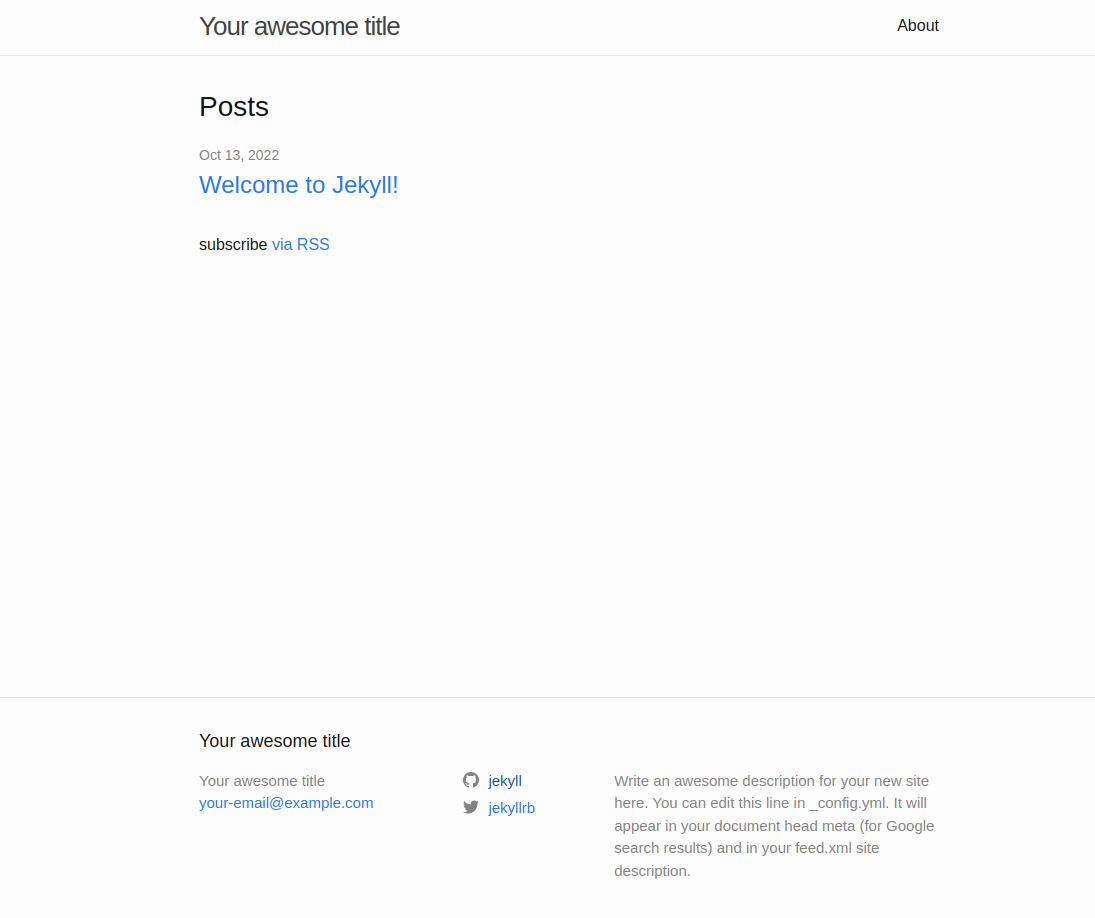 Your awesome title
About
Posts
Oct 13, 2022
Welcome to Jekyll!
subscribe via RSS
Your awesome title
Your awesome title
your-email@example.com
jekyll
jekyllrb
Write an awesome description for your new site
here. You can edit this line in _config.yml. It will
appear in your document head meta (for Google
search results) and in your feed.xml site
description.